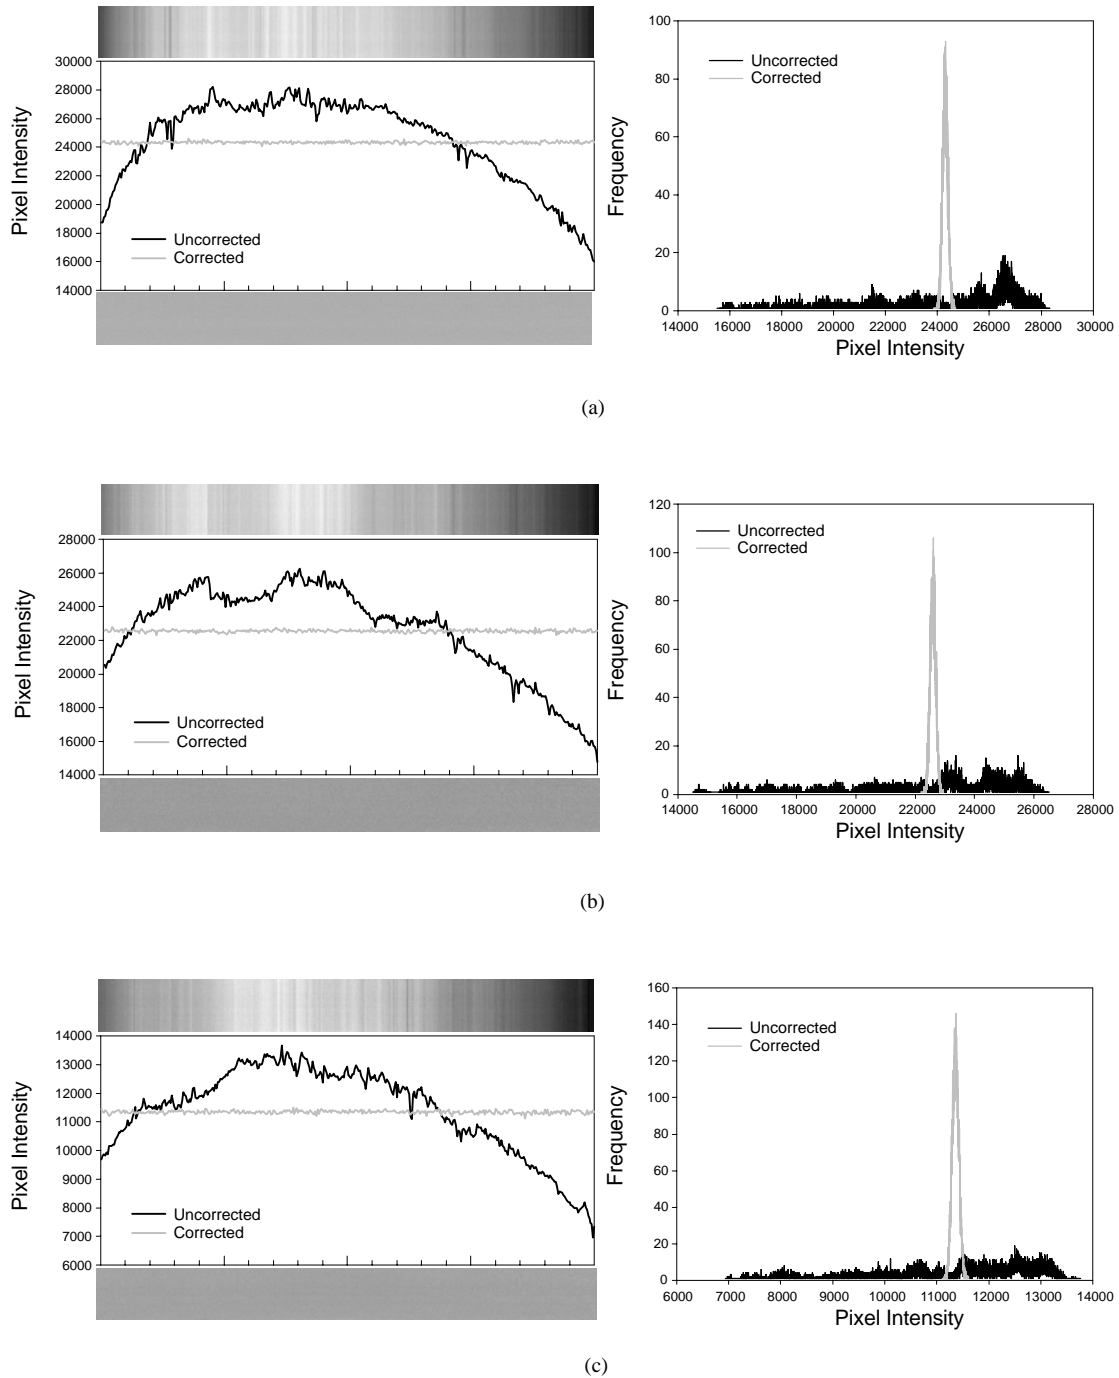 30000
28000
26000
24000
22000
20000
18000
16000
14000
Pixel Intensity
Uncorrected
Corrected
100
80
60
40
20
0
Frequency
Uncorrected
Corrected
14000 16000 18000 20000 22000 24000 26000 28000 30000
Pixel Intensity
(a)
28000
26000
24000
22000
20000
18000
16000
14000
Pixel Intensity
Uncorrected
Corrected
120
100
80
60
40
20
0
Frequency
Uncorrected
Corrected
14000 16000 18000 20000 22000 24000 26000 28000
Pixel Intensity
(b)
14000
13000
12000
11000
10000
9000
8000
7000
6000
Pixel Intensity
Uncorrected
Corrected
160
140
120
100
80
60
40
20
0
Frequency
Uncorrected
Corrected
6000 7000 8000 9000 10000 11000 12000 13000 14000
Pixel Intensity
(c)